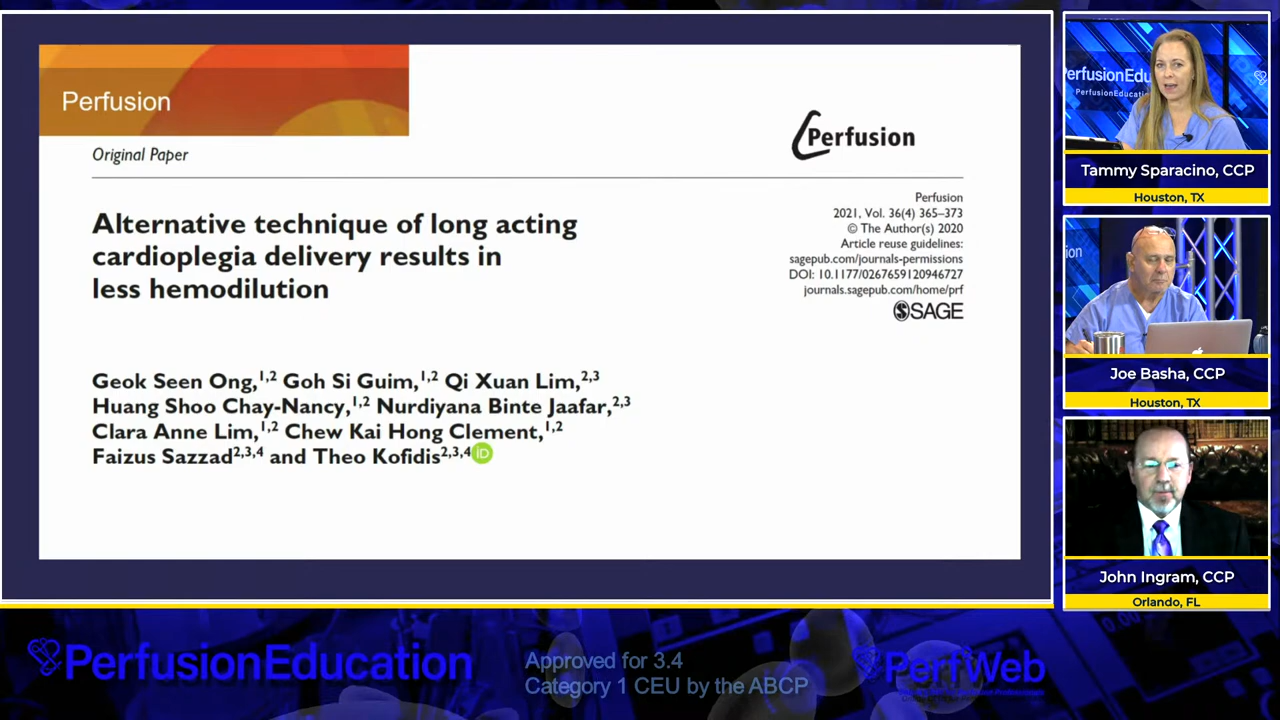 Perfusion
Original Paper
Perfusion
Perfusion
2021, Vol. 36(4) 365–373
© The Author(s) 2020
Article reuse guidelines:
sagepub.com/journals-permissions
DOI: 10.1177/0267659120946727
journals.sagepub.com/home/prf
SAGE
Alternative technique of long acting
cardioplegia delivery results in
less hemodilution
Geok Seen Ong,1,2 Goh Si Guim,1,2 Qi Xuan Lim,2,3
Huang Shoo Chay-Nancy,1,2 Nurdiyana Binte Jaafar,2,3
Clara Anne Lim,1,2 Chew Kai Hong Clement,1,2
Faizus Sazzad2,3,4 and Theo Kofidis2,3,4 iD
Tammy Sparacino, CCP
Houston, TX
Joe Basha, CCP
Houston, TX
John Ingram, CCP
Orlando, FL
PerfusionEducation
Approved for 3.4
Category 1 CEU by the ABCP
PerfWeb